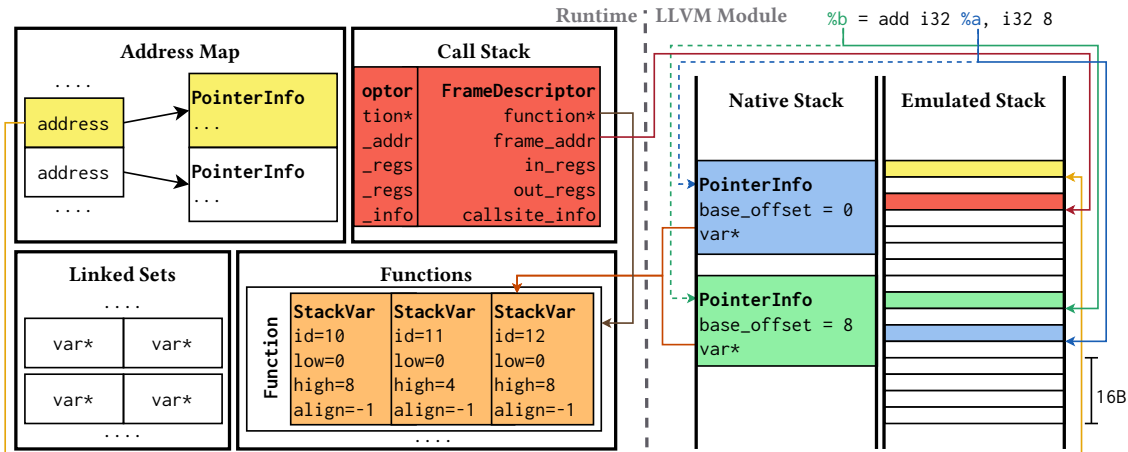 Runtime
LLVM Module
%b = add i32 %a, i32 8
Address Map
....
address
address
....
PointerInfo
...
PointerInfo
...
Call Stack
optor
tion*
_addr
_regs
_regs
_info
FrameDescriptor
function*
frame_addr
in_regs
out_regs
callsite_info
Linked Sets
....
var* var*
var* var*
....
Functions
Function
StackVar
id=10
low=0
high=8
align=-1
StackVar
id=11
low=0
high=4
align=-1
StackVar
id=12
low=0
high=8
align=-1
....
Native Stack
PointerInfo
base_offset = 0
var*
PointerInfo
base_offset = 8
var*
Emulated Stack
16B